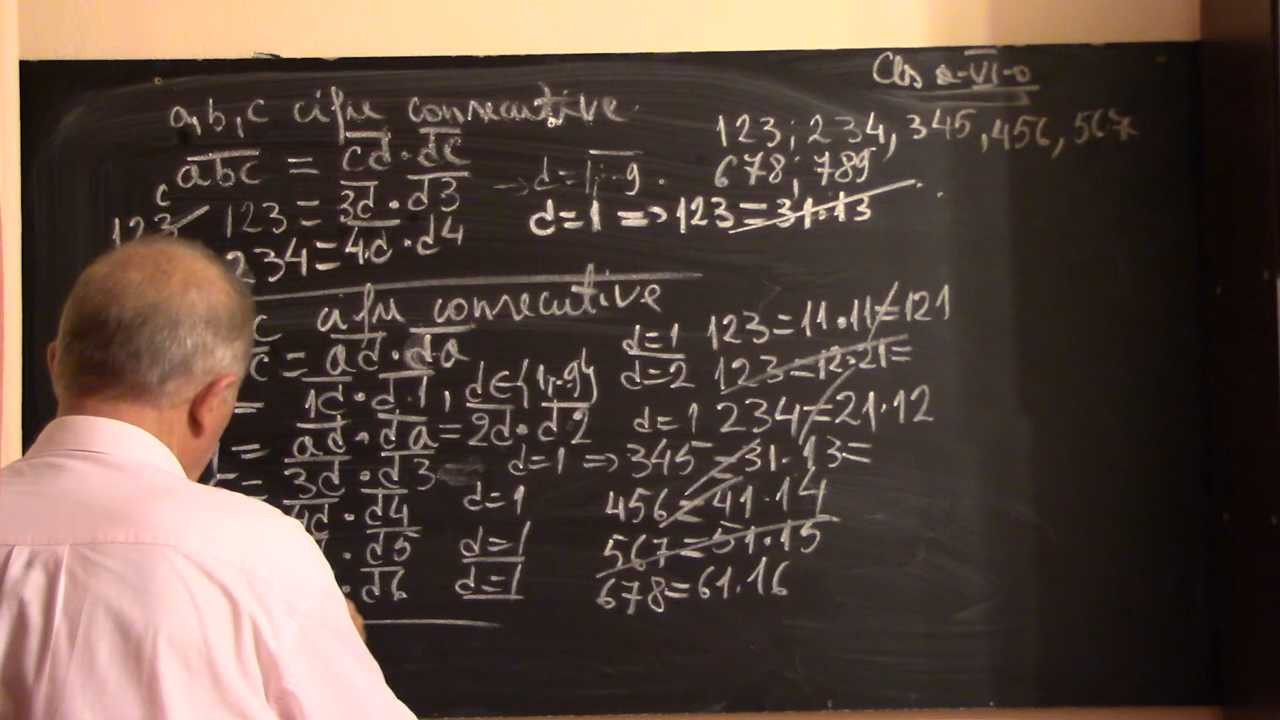 Cls a-VI-a
a, b, c cifre consecutive
123; 234, 345, 456, 567
678; 789
abc = cd · dc
→ d = 1,-9.
c
123 123 = 3d · d3
d=1 => 123 = 31·13
234 = 4d · d4
c cifre consecutive
d=1 123 = 11·11 ≠ 121
c = ad · da
d=2 123 = 12·21 =
= 1d · d1, d∈{1,-9}
d=1 234 ≠ 21·12
= ad · da = 2d · d2
d=1 => 345 = 31·13 =
= 3d · d3
4d · d4 d=1 456 = 41·14
· d5 d=1 567 = 51·15
· d6 d=1 678 = 61·16